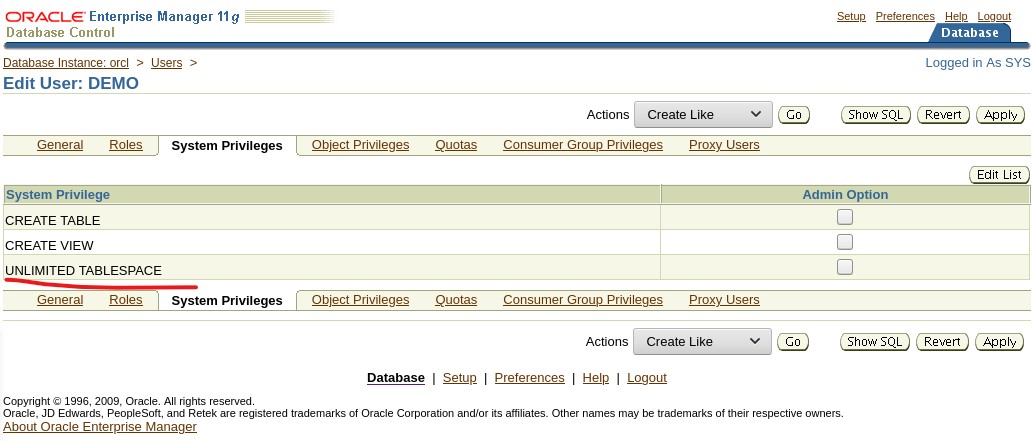 ORACLE Enterprise Manager 11g
Database Control
Setup Preferences Help Logout
Database
Database Instance: orcl > Users >
Logged in As SYS
Edit User: DEMO
Actions Create Like Go Show SQL Revert Apply
General Roles System Privileges Object Privileges Quotas Consumer Group Privileges Proxy Users
Edit List
System Privilege Admin Option
CREATE TABLE
CREATE VIEW
UNLIMITED TABLESPACE
General Roles System Privileges Object Privileges Quotas Consumer Group Privileges Proxy Users
Actions Create Like Go Show SQL Revert Apply
Database | Setup | Preferences | Help | Logout
Copyright © 1996, 2009, Oracle. All rights reserved.
Oracle, JD Edwards, PeopleSoft, and Retek are registered trademarks of Oracle Corporation and/or its affiliates. Other names may be trademarks of their respective owners.
About Oracle Enterprise Manager